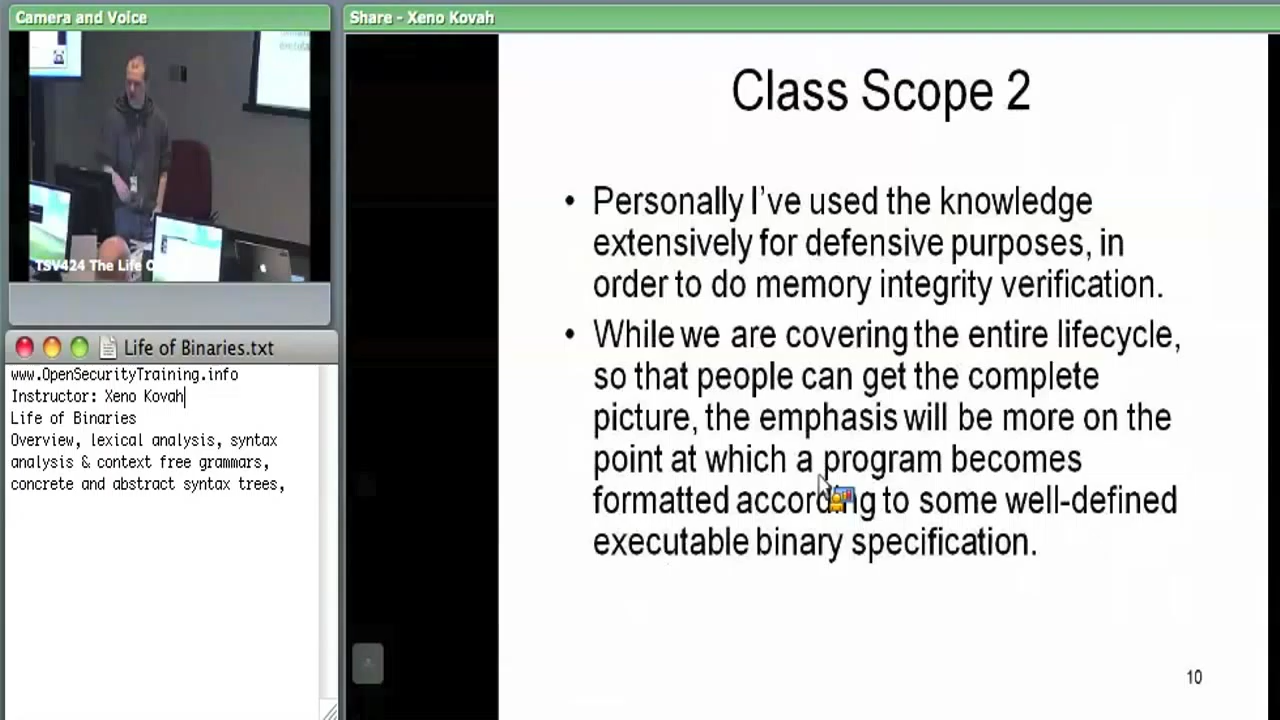 Camera and Voice
TSV424 The Life O
Life of Binaries.txt
www.OpenSecurityTraining.info
Instructor: Xeno Kovah
Life of Binaries
Overview, lexical analysis, syntax
analysis & context free grammars,
concrete and abstract syntax trees,
Share - Xeno Kovah
Class Scope 2
• Personally I've used the knowledge
extensively for defensive purposes, in
order to do memory integrity verification.
• While we are covering the entire lifecycle,
so that people can get the complete
picture, the emphasis will be more on the
point at which a program becomes
formatted according to some well-defined
executable binary specification.
10